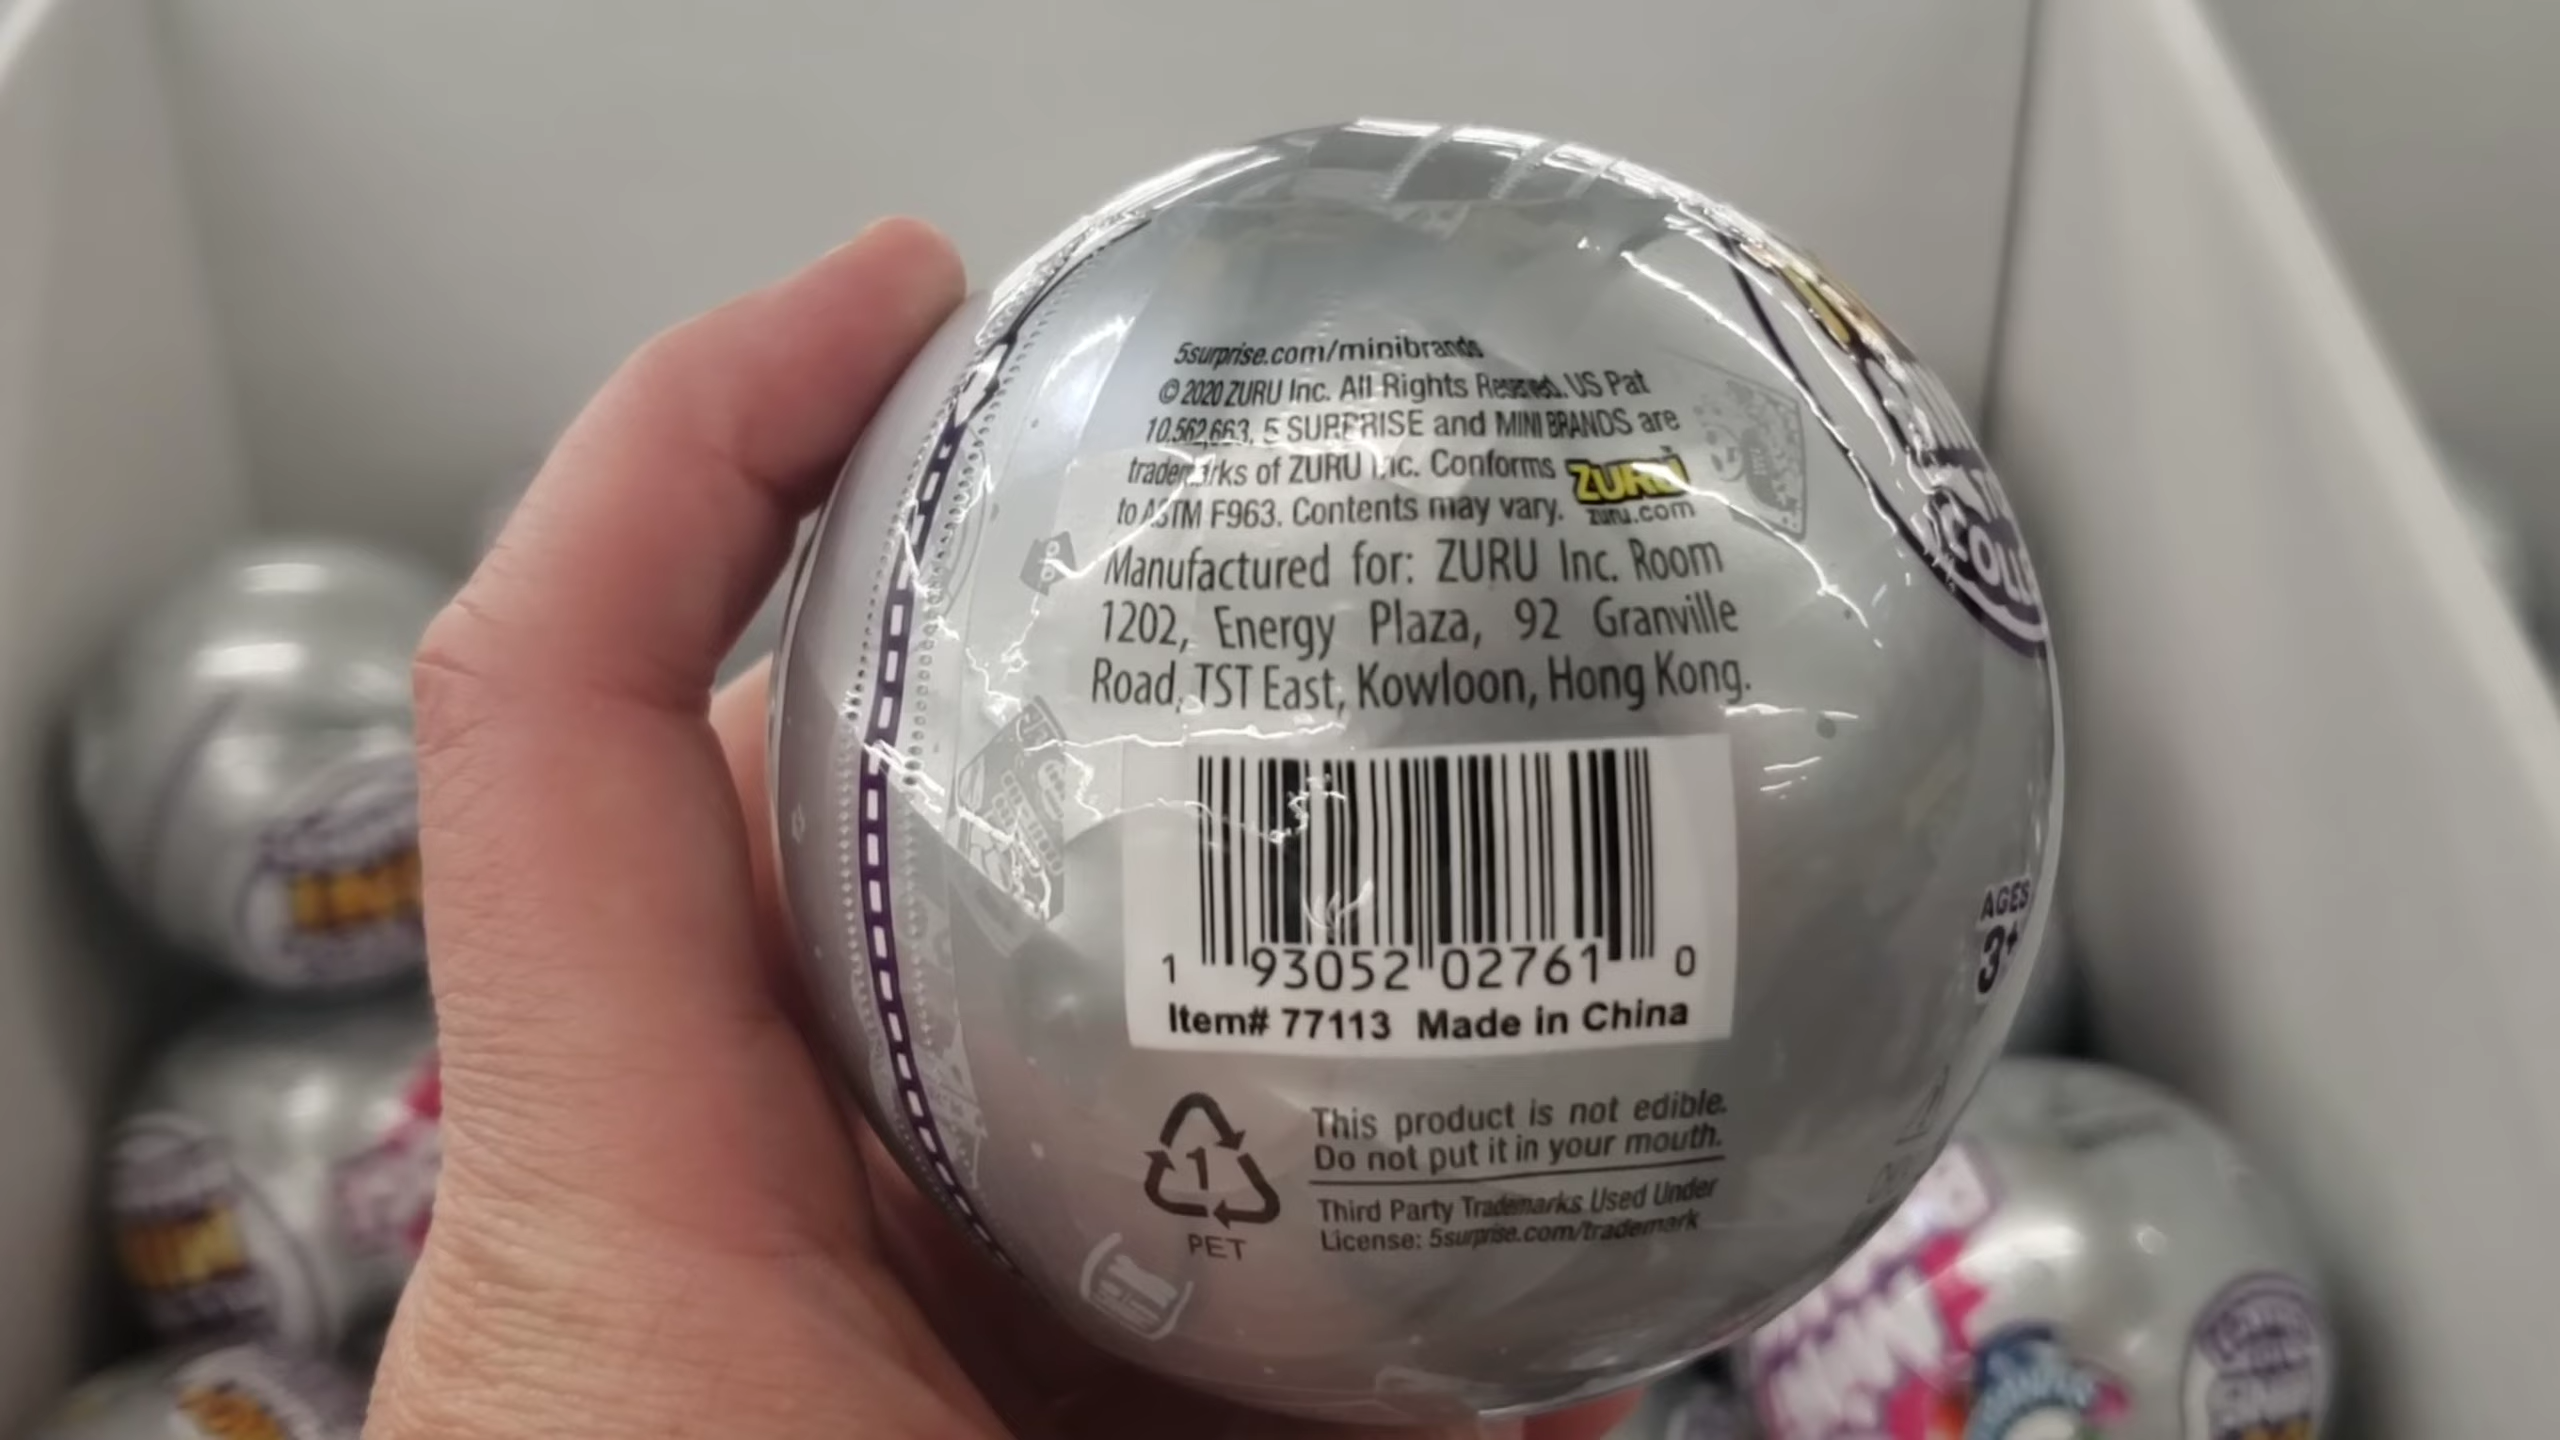 5surprise.com/minibrands
© 2020 ZURU Inc. All Rights Reserved. US Pat
10,562,663. 5 SURPRISE and MINI BRANDS are
trademarks of ZURU Inc. Conforms
to ASTM F963. Contents may vary.
ZURU
zuru.com
Manufactured for: ZURU Inc. Room
1202, Energy Plaza, 92 Granville
Road, TST East, Kowloon, Hong Kong.
1 93052 02761 0
Item# 77113 Made in China
AGES
3+
1
PET
This product is not edible.
Do not put it in your mouth.
Third Party Trademarks Used Under
License: 5surprise.com/trademark